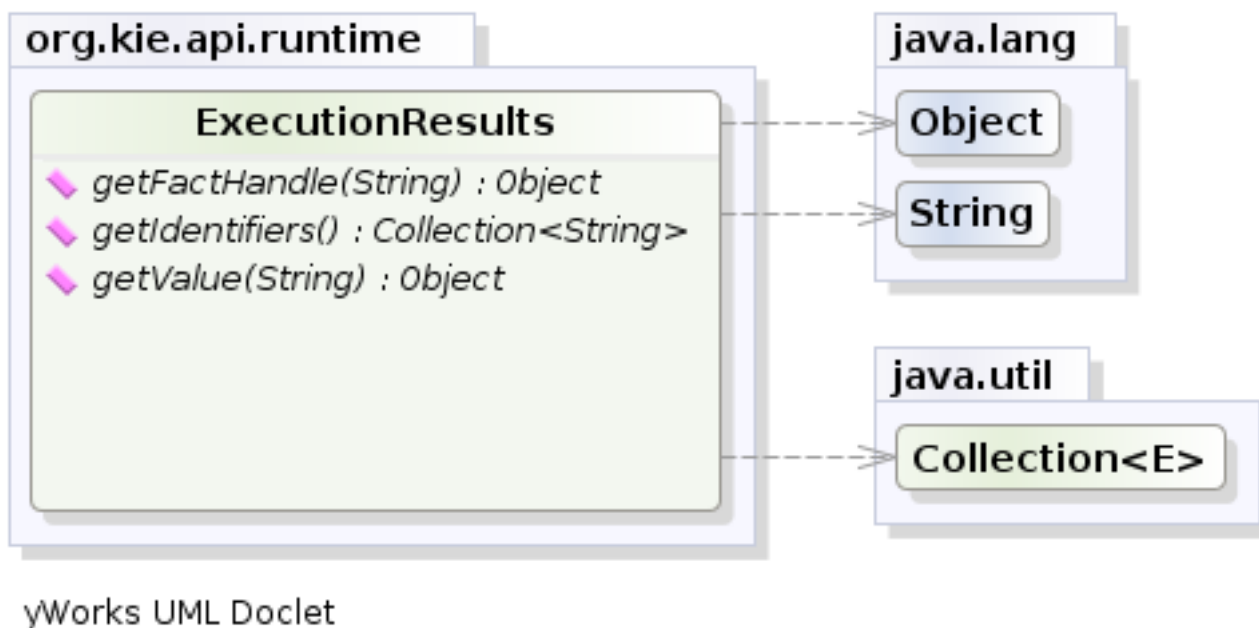 org.kie.api.runtime
ExecutionResults
getFactHandle(String) : Object
getIdentifiers() : Collection<String>
getValue(String) : Object
java.lang
Object
String
java.util
Collection<E>
yWorks UML Doclet